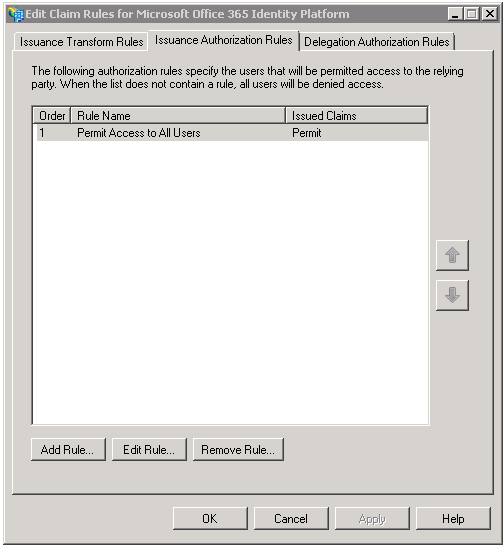 Edit Claim Rules for Microsoft Office 365 Identity Platform
Issuance Transform Rules Issuance Authorization Rules Delegation Authorization Rules
The following authorization rules specify the users that will be permitted access to the relying
party. When the list does not contain a rule, all users will be denied access.
Order Rule Name Issued Claims
1 Permit Access to All Users Permit
Add Rule... Edit Rule... Remove Rule...
OK Cancel Apply Help